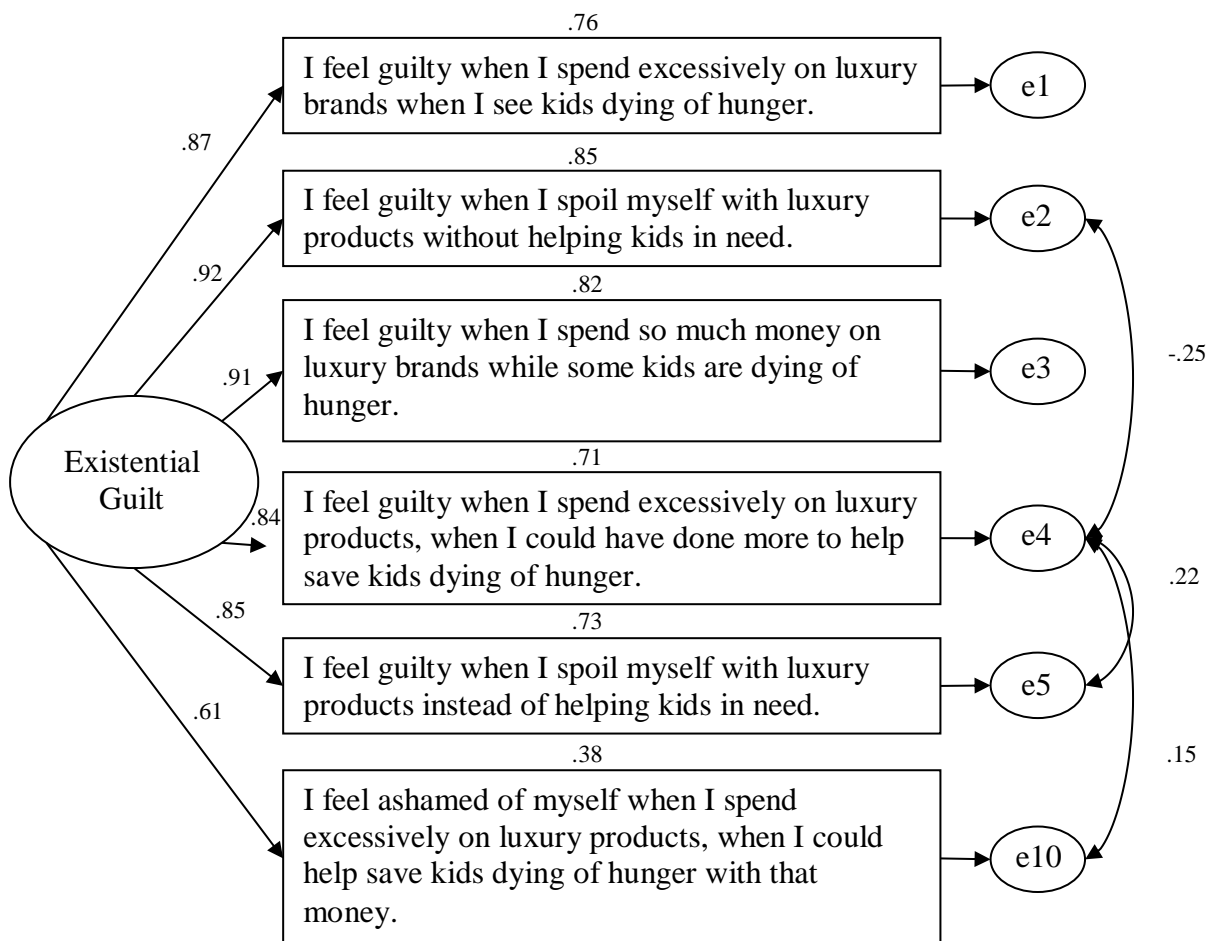 .76
I feel guilty when I spend excessively on luxury
brands when I see kids dying of hunger.
e1
.87
.85
I feel guilty when I spoil myself with luxury
products without helping kids in need.
e2
.92
.82
I feel guilty when I spend so much money on
luxury brands while some kids are dying of
hunger.
e3
-.25
.91
Existential
Guilt
.71
I feel guilty when I spend excessively on luxury
products, when I could have done more to help
save kids dying of hunger.
e4
.84
.22
.85
.73
I feel guilty when I spoil myself with luxury
products instead of helping kids in need.
e5
.61
.38
.15
I feel ashamed of myself when I spend
excessively on luxury products, when I could
help save kids dying of hunger with that
money.
e10